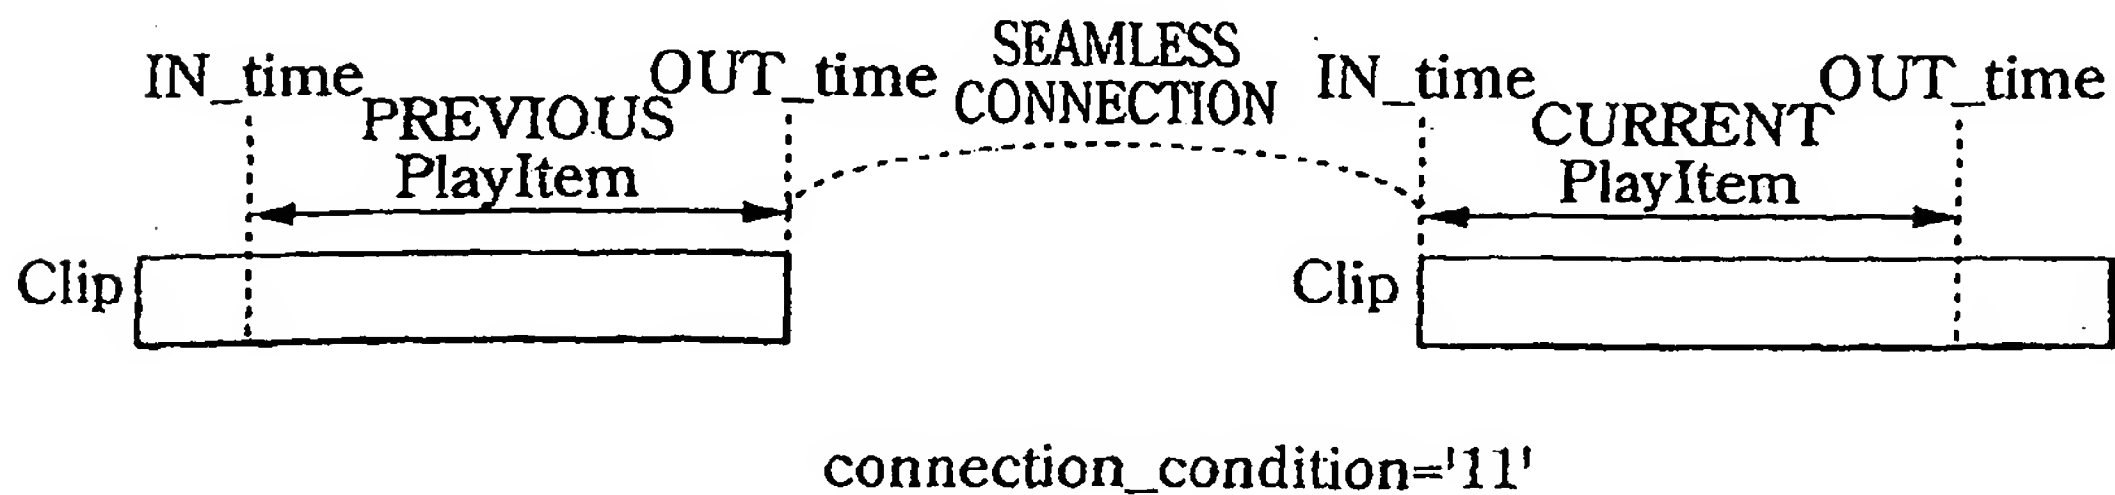 IN_time
PREVIOUS
PlayItem
OUT_time
SEAMLESS
CONNECTION
IN_time
CURRENT
PlayItem
OUT_time
Clip
Clip
connection_condition='11'